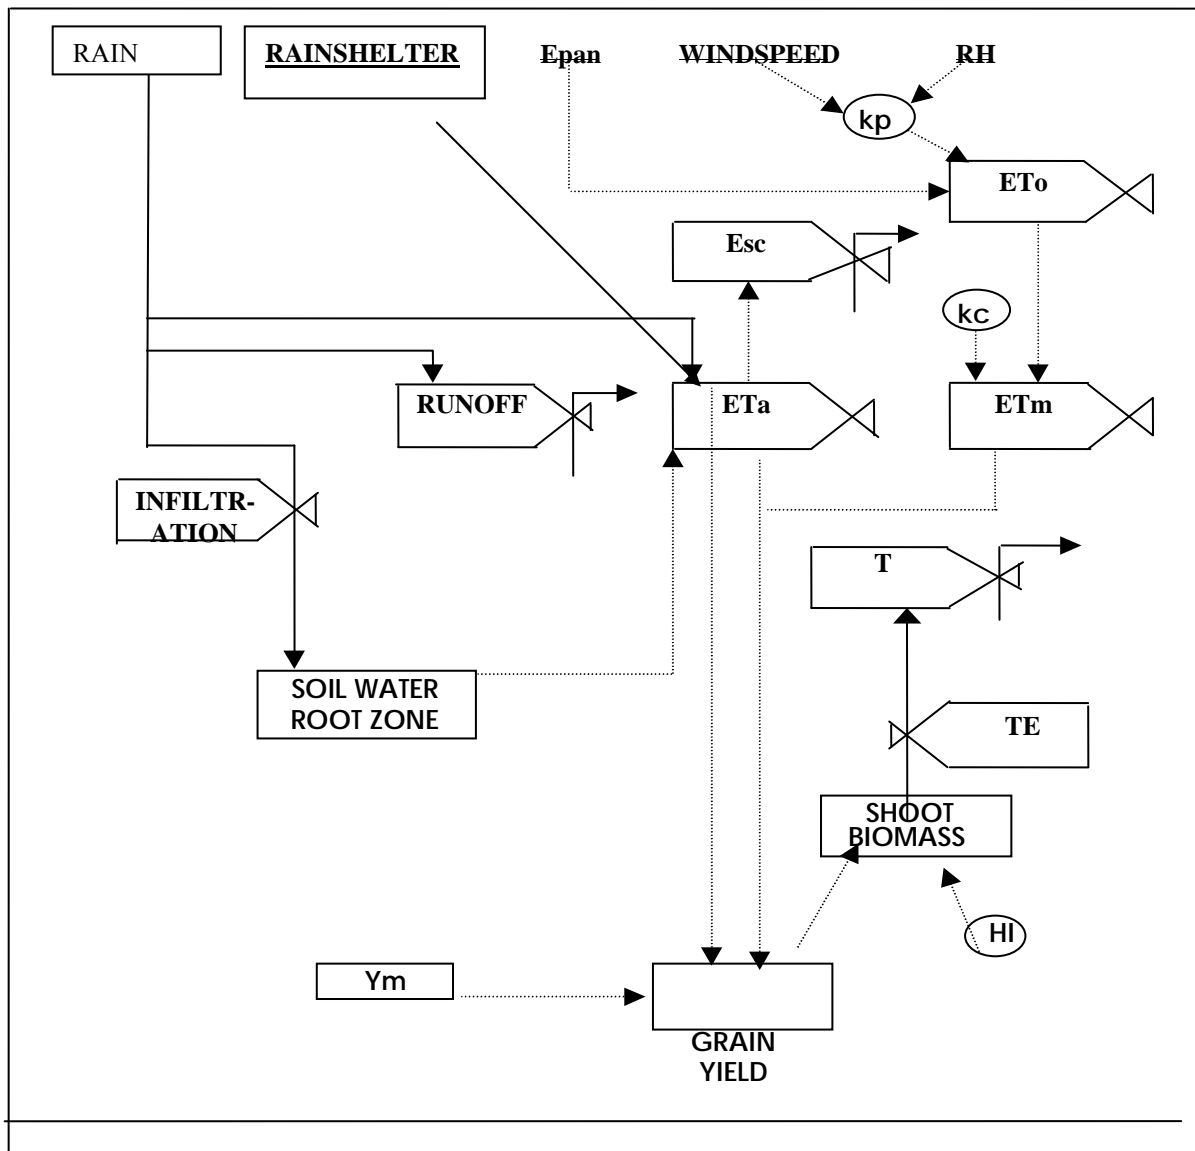 RAIN
RAINSHELTER
Epan
WINDSPEED
RH
kp
ETo
Esc
kc
RUNOFF
ETa
ETm
INFILTR-
ATION
T
SOIL WATER
ROOT ZONE
TE
SHOOT
BIOMASS
HI
Ym
GRAIN
YIELD